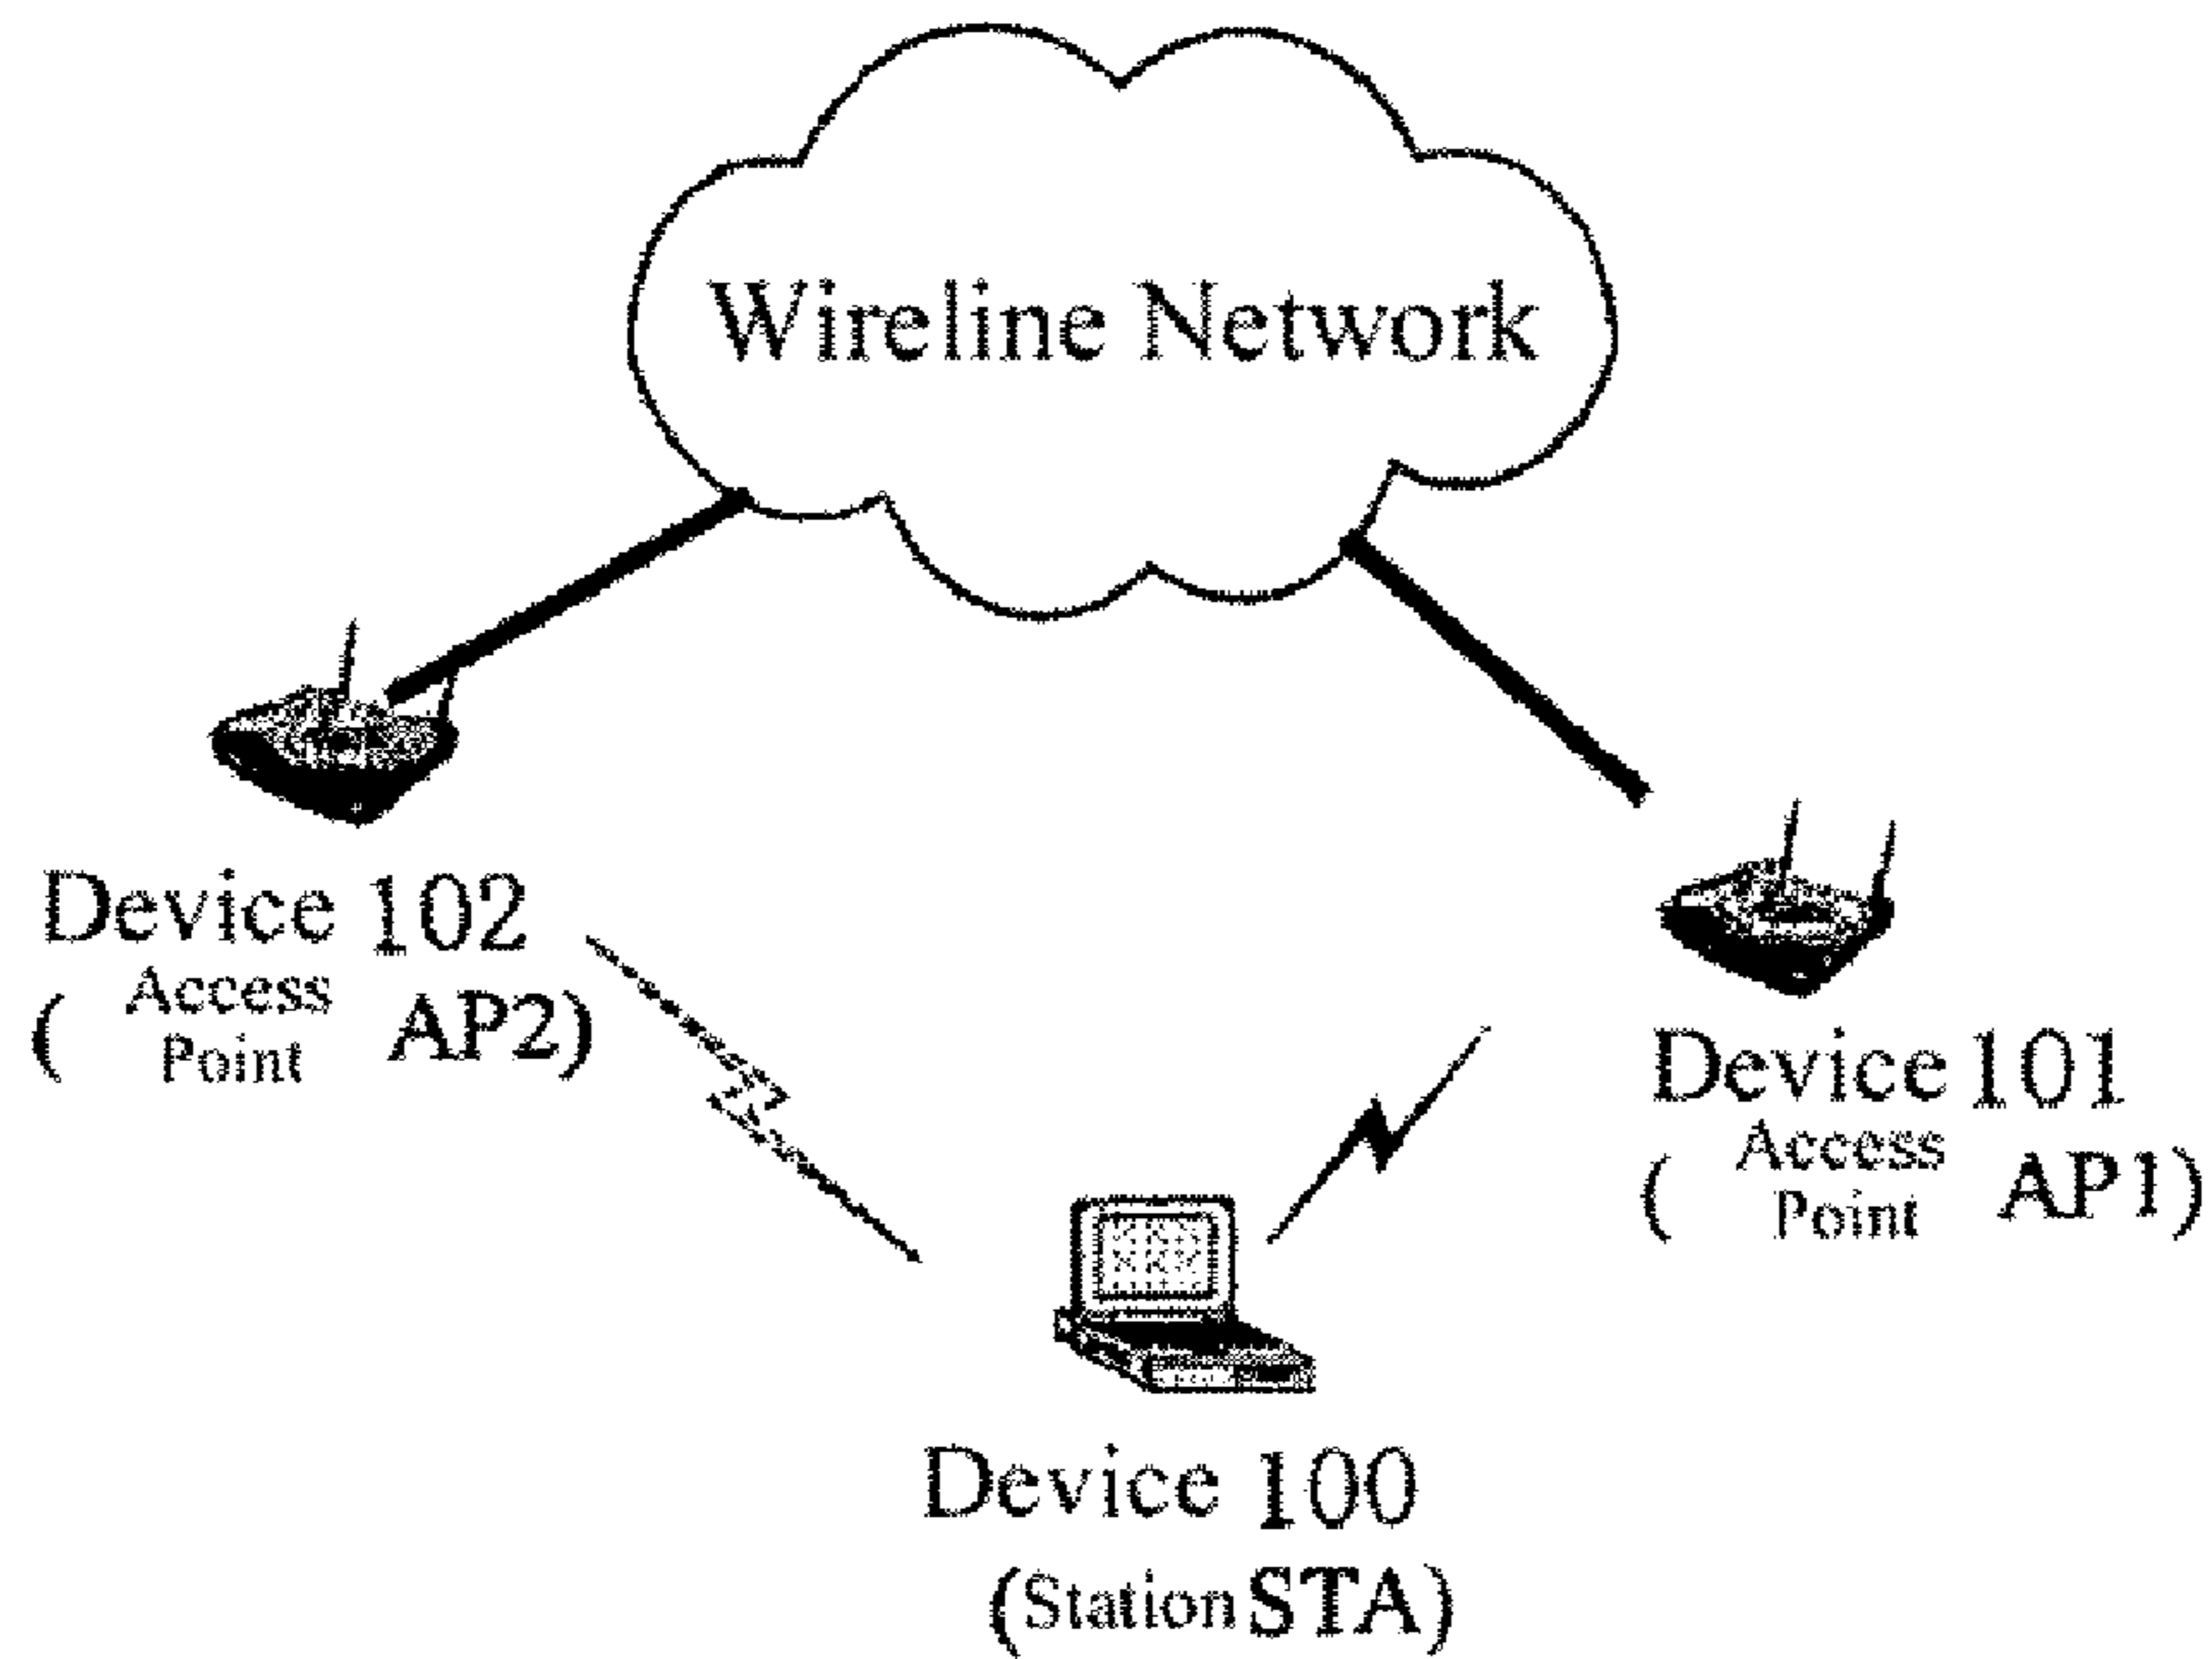 Wireline Network
Device 102
(Access Point AP2)
Device 101
(Access Point AP1)
Device 100
(Station STA)